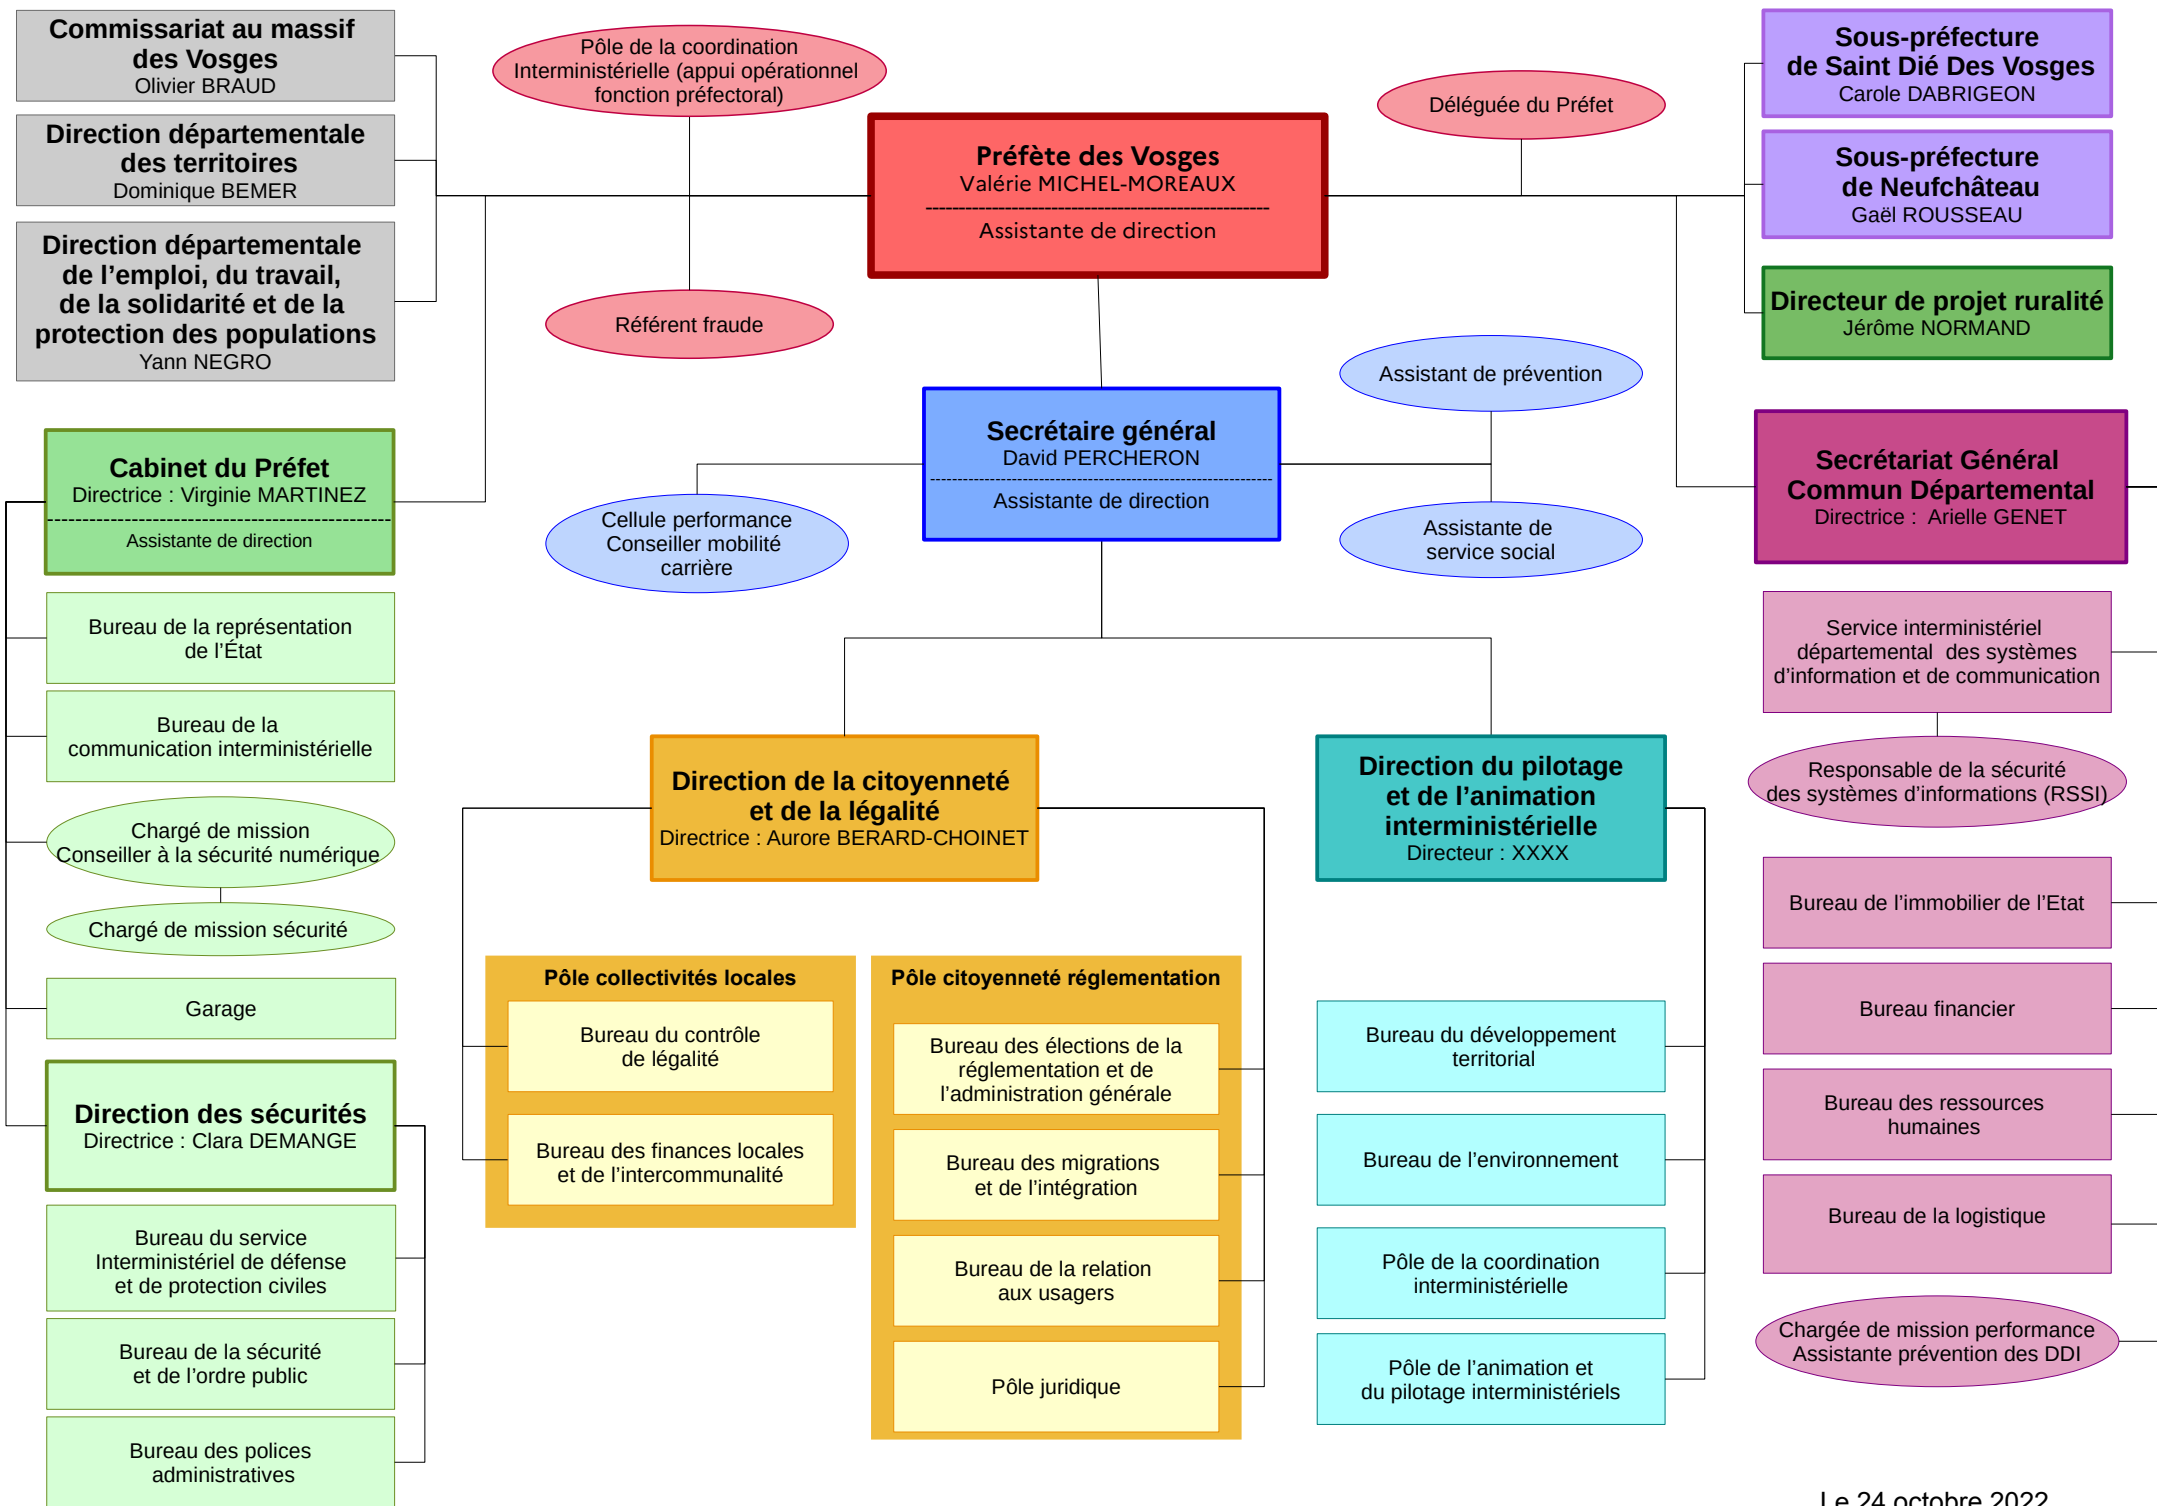 Commissariat au massif
des Vosges
Olivier BRAUD
Direction départementale
des territoires
Dominique BEMER
Direction départementale
de l’emploi, du travail,
de la solidarité et de la
protection des populations
Yann NEGRO
Pôle de la coordination
Interministérielle (appui opérationnel
fonction préfectoral)
Référent fraude
Préfète des Vosges
Valérie MICHEL-MOREAUX
----------------------------------------------------
Assistante de direction
Déléguée du Préfet
Sous-préfecture
de Saint Dié Des Vosges
Carole DABRIGEON
Sous-préfecture
de Neufchâteau
Gaël ROUSSEAU
Directeur de projet ruralité
Jérôme NORMAND
Secrétaire général
David PERCHERON
----------------------------------------------------
Assistante de direction
Assistant de prévention
Assistante de
service social
Cellule performance
Conseiller mobilité
carrière
Cabinet du Préfet
Directrice : Virginie MARTINEZ
----------------------------------------------------
Assistante de direction
Bureau de la représentation
de l’État
Bureau de la
communication interministérielle
Chargé de mission
Conseiller à la sécurité numérique
Chargé de mission sécurité
Garage
Direction des sécurités
Directrice : Clara DEMANGE
Bureau du service
Interministériel de défense
et de protection civiles
Bureau de la sécurité
et de l’ordre public
Bureau des polices
administratives
Direction de la citoyenneté
et de la légalité
Directrice : Aurore BERARD-CHOINET
Pôle collectivités locales
Bureau du contrôle
de légalité
Bureau des finances locales
et de l’intercommunalité
Pôle citoyenneté réglementation
Bureau des élections de la
réglementation et de
l’administration générale
Bureau des migrations
et de l’intégration
Bureau de la relation
aux usagers
Pôle juridique
Direction du pilotage
et de l’animation
interministérielle
Directeur : XXXX
Bureau du développement
territorial
Bureau de l’environnement
Pôle de la coordination
interministérielle
Pôle de l’animation et
du pilotage interministériels
Secrétariat Général
Commun Départemental
Directrice : Arielle GENET
Service interministériel
départemental des systèmes
d’information et de communication
Responsable de la sécurité
des systèmes d’informations (RSSI)
Bureau de l’immobilier de l’Etat
Bureau financier
Bureau des ressources
humaines
Bureau de la logistique
Chargée de mission performance
Assistante prévention des DDI
Le 24 octobre 2022